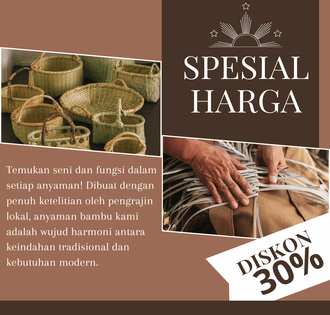 SPESIAL
HARGA
Temukan seni dan fungsi dalam
setiap anyaman! Dibuat dengan
penuh ketelitian oleh pengrajin
lokal, anyaman bambu kami
adalah wujud harmoni antara
keindahan tradisional dan
kebutuhan modern.
DISKON
30%